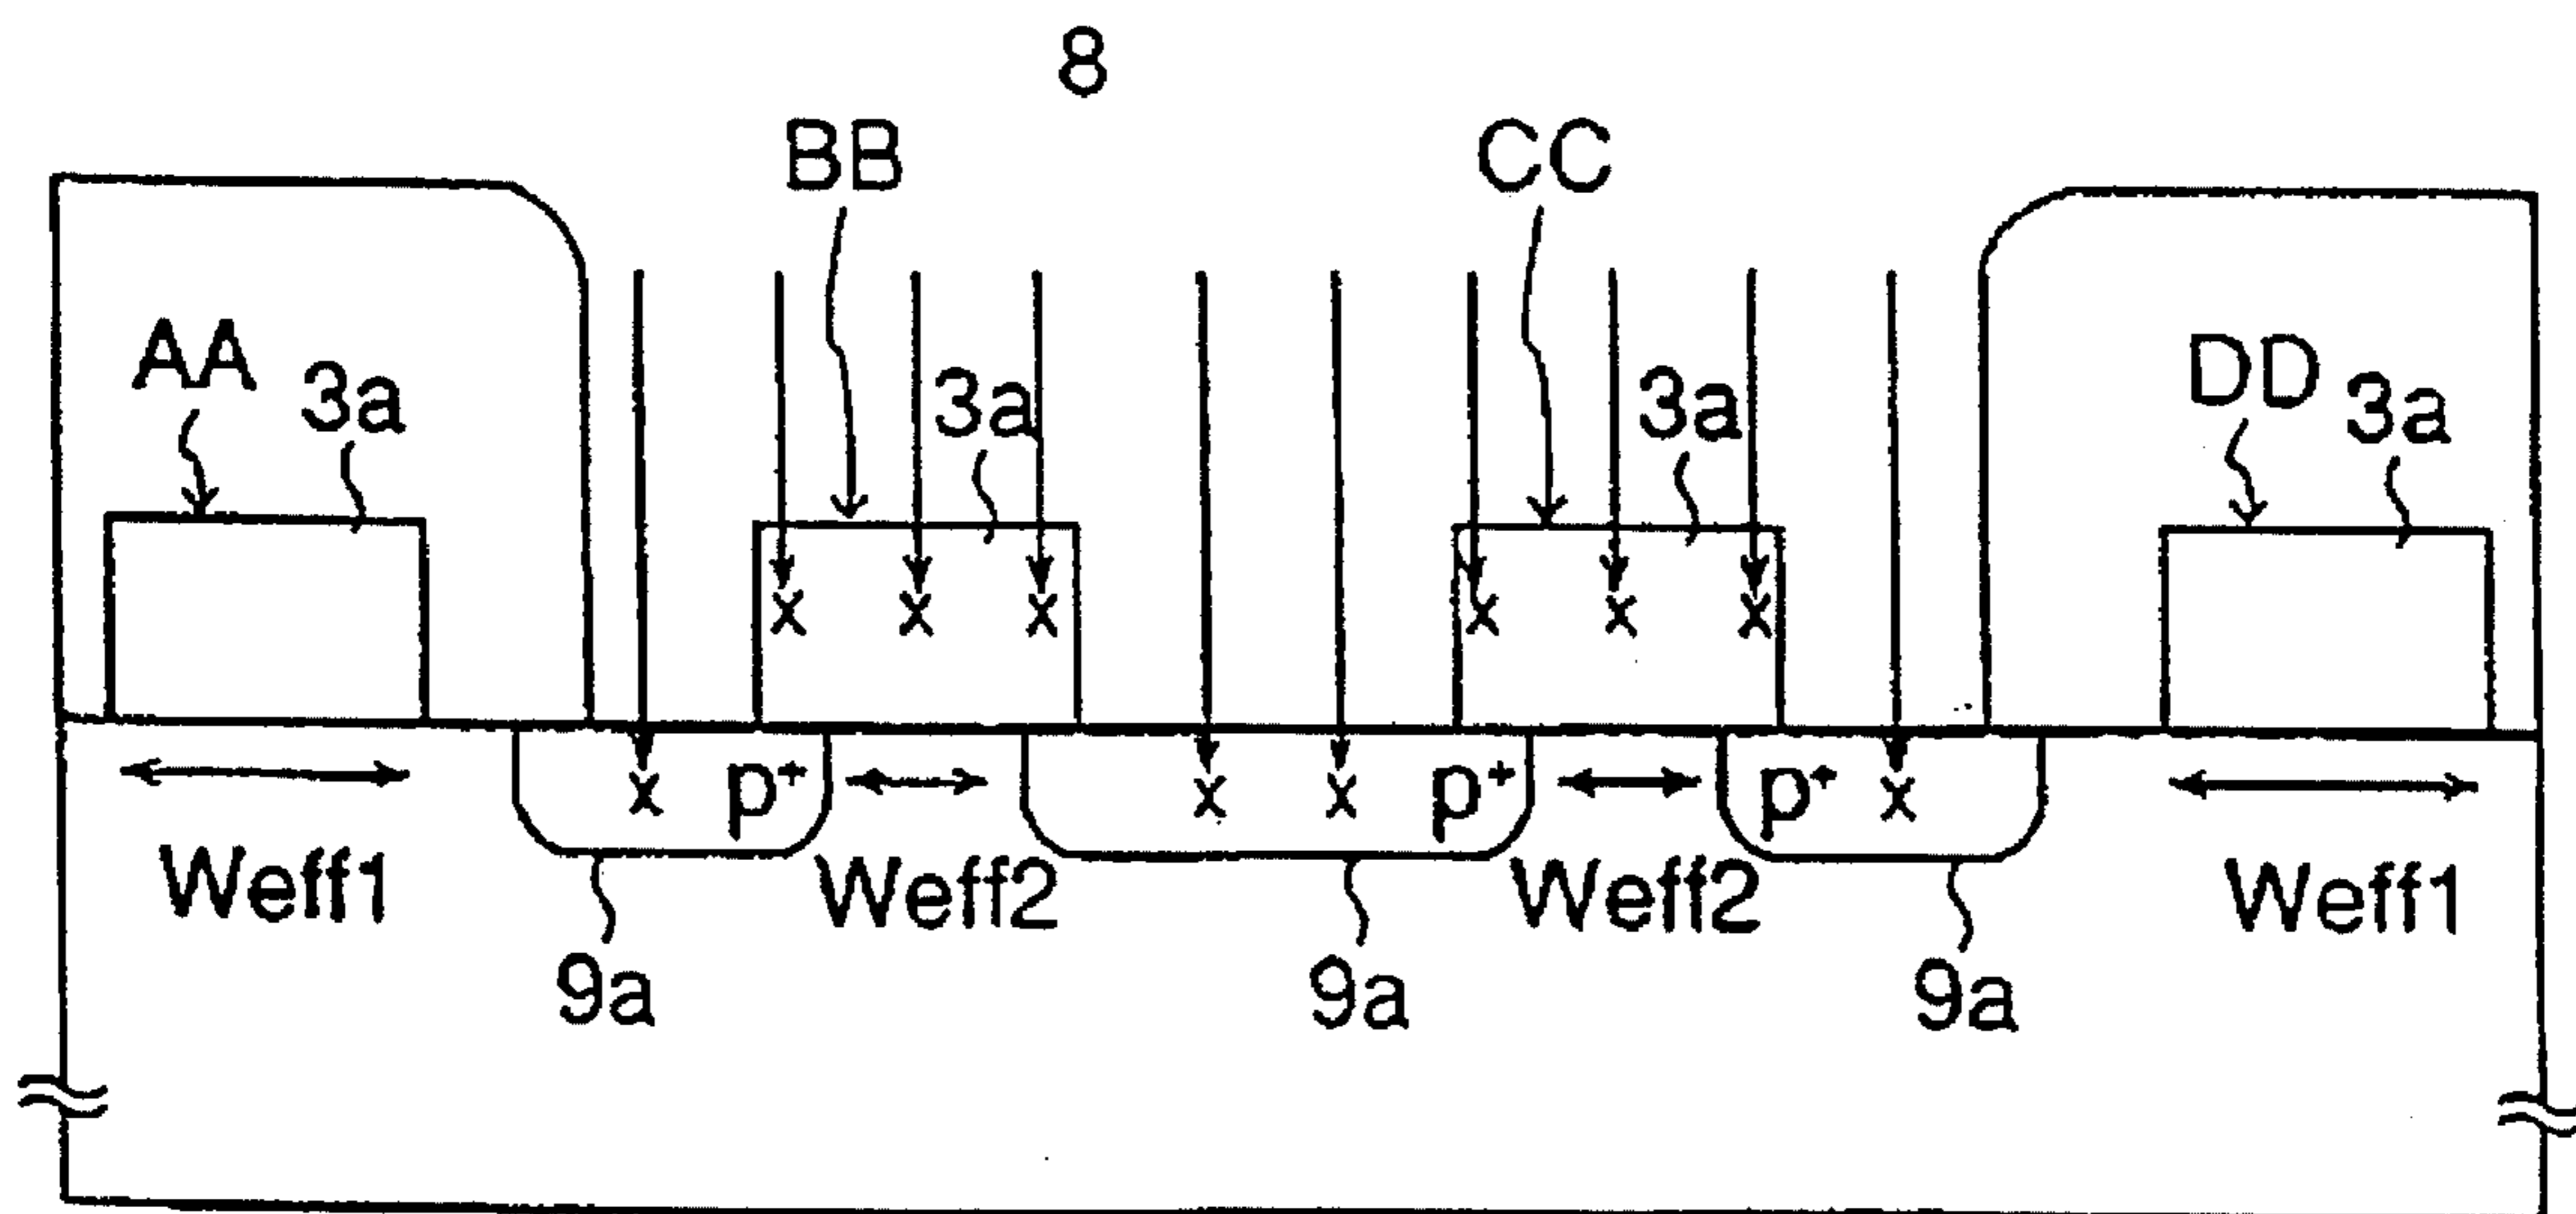 8
BB CC
AA 3a 3a 3a DD 3a
x x x x x x
x p+ x x p+ p+ x
Weff1 Weff2 Weff2 Weff1
9a 9a 9a